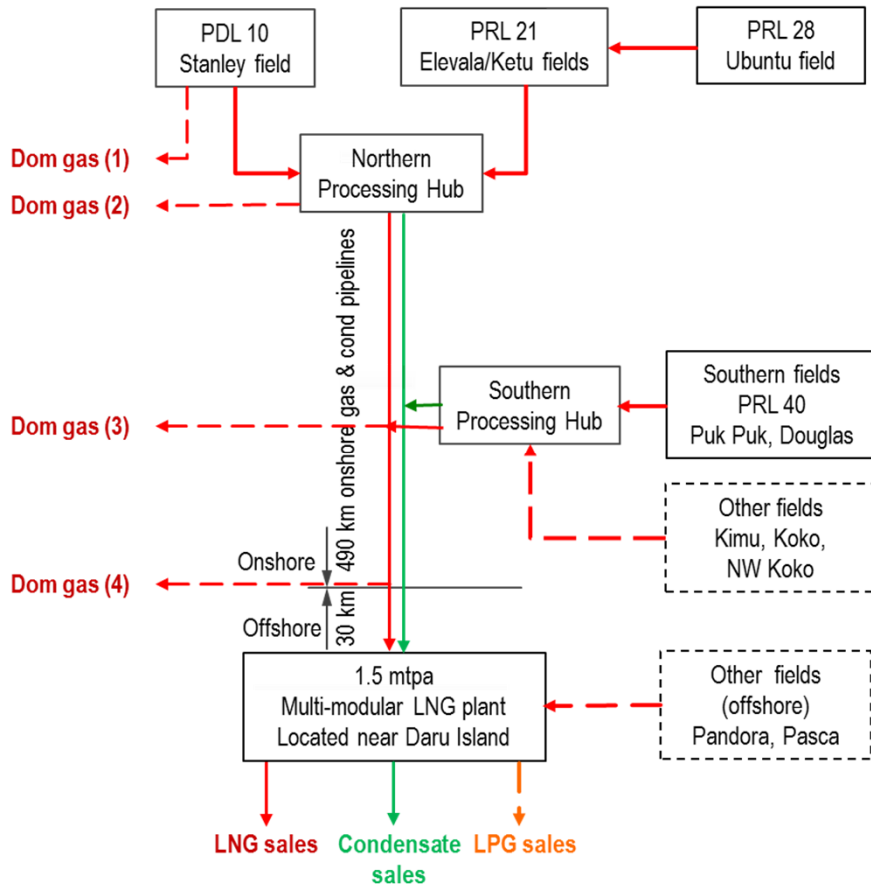 PDL 10
Stanley field
PRL 21
Elevala/Ketu fields
PRL 28
Ubuntu field
Dom gas (1)
Northern
Processing Hub
Dom gas (2)
490 km onshore gas & cond pipelines
Southern
Processing Hub
Southern fields
PRL 40
Puk Puk, Douglas
Dom gas (3)
Other fields
Kimu, Koko,
NW Koko
Onshore
Dom gas (4)
Offshore
30 km
1.5 mtpa
Multi-modular LNG plant
Located near Daru Island
Other fields
(offshore)
Pandora, Pasca
LNG sales
Condensate
sales
LPG sales